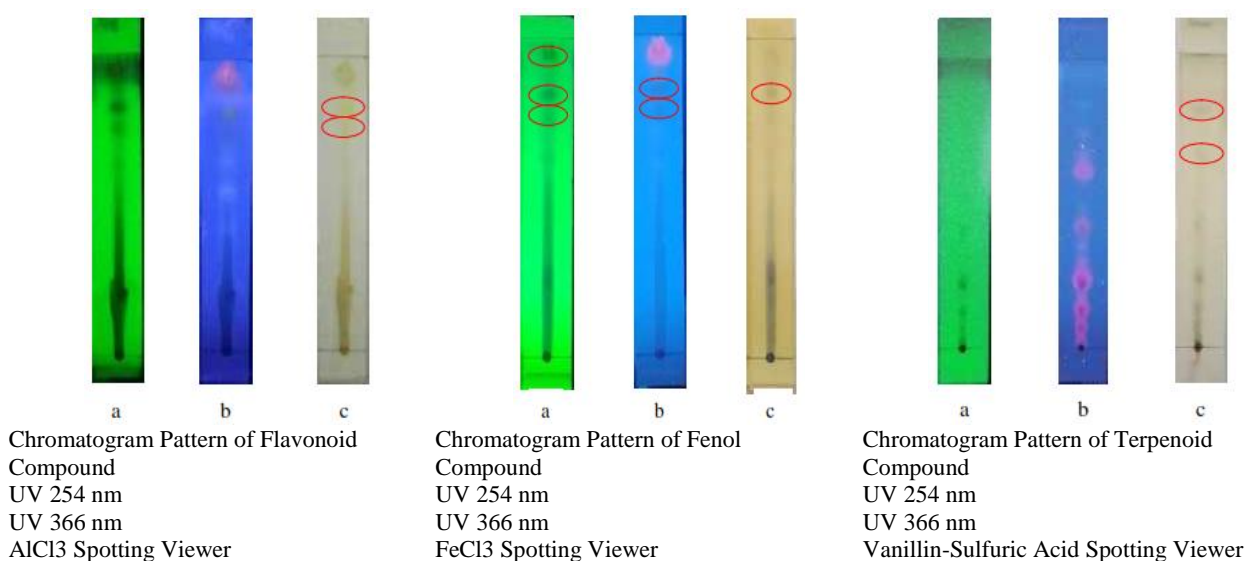 a b c a b c a b c
Chromatogram Pattern of Flavonoid
Compound
UV 254 nm
UV 366 nm
AlCl3 Spotting Viewer
Chromatogram Pattern of Fenol
Compound
UV 254 nm
UV 366 nm
FeCl3 Spotting Viewer
Chromatogram Pattern of Terpenoid
Compound
UV 254 nm
UV 366 nm
Vanillin-Sulfuric Acid Spotting Viewer